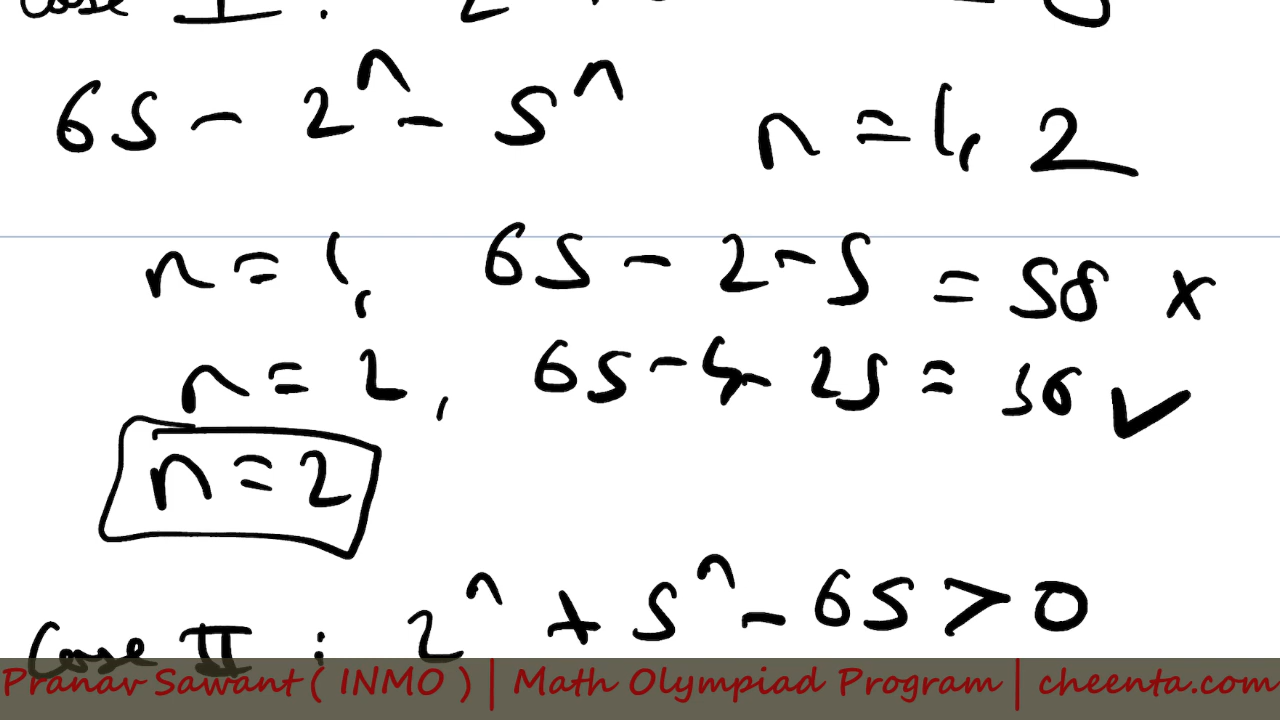 Case I :
65 - 2^n - 5^n n = 1, 2
n = 1, 65 - 2 - 5 = 58 ×
n = 2, 65 - 4 - 25 = 36 ✓
n = 2
Case II : 2^n + 5^n - 65 > 0
Pranav Sawant ( INMO ) | Math Olympiad Program | cheenta.com